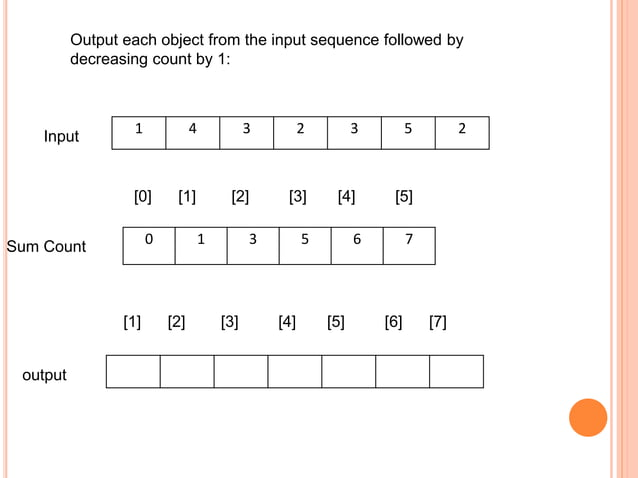 Output each object from the input sequence followed by
decreasing count by 1:
Input 1 4 3 2 3 5 2
[0] [1] [2] [3] [4] [5]
Sum Count 0 1 3 5 6 7
[1] [2] [3] [4] [5] [6] [7]
output